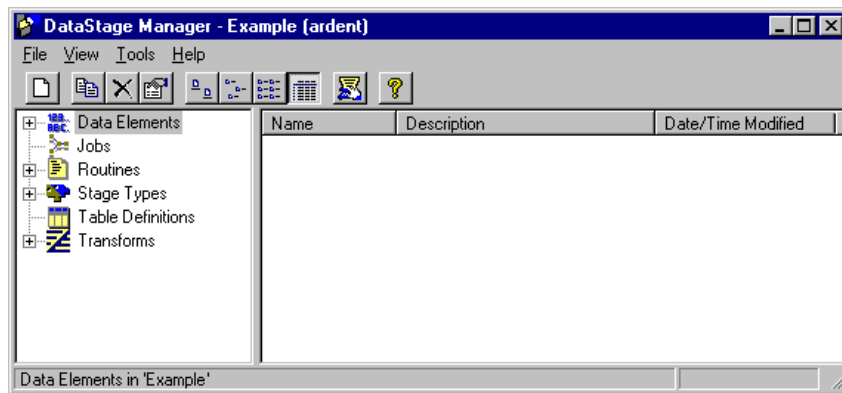 DataStage Manager - Example (ardent)
File View Tools Help
Name Description Date/Time Modified
Data Elements
Jobs
Routines
Stage Types
Table Definitions
Transforms
Data Elements in 'Example'